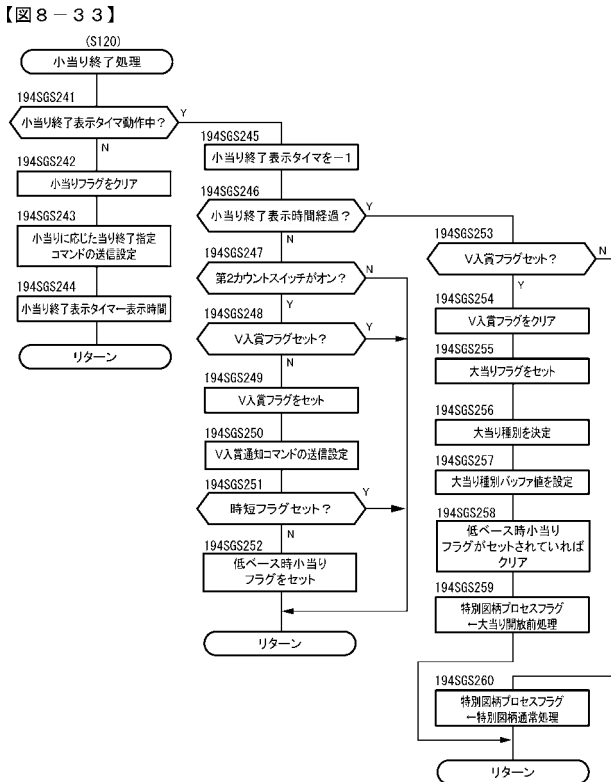 【図８－３３】
(S120)
小当り終了処理
194SGS241
小当り終了表示タイマ動作中？
Y
N
194SGS242
小当りフラグをクリア
194SGS243
小当りに応じた当り終了指定
コマンドの送信設定
194SGS244
小当り終了表示タイマ←表示時間
リターン
194SGS245
小当り終了表示タイマを－1
194SGS246
小当り終了表示時間経過？
Y
N
194SGS247
第2カウントスイッチがオン？
N
Y
194SGS248
V入賞フラグセット？
Y
N
194SGS249
V入賞フラグをセット
194SGS250
V入賞通知コマンドの送信設定
194SGS251
時短フラグセット？
Y
N
194SGS252
低ベース時小当り
フラグをセット
リターン
194SGS253
V入賞フラグセット？
N
Y
194SGS254
V入賞フラグをクリア
194SGS255
大当りフラグをセット
194SGS256
大当り種別を決定
194SGS257
大当り種別バッファ値を設定
194SGS258
低ベース時小当り
フラグがセットされていれば
クリア
194SGS259
特別図柄プロセスフラグ
←大当り開放前処理
194SGS260
特別図柄プロセスフラグ
←特別図柄通常処理
リターン